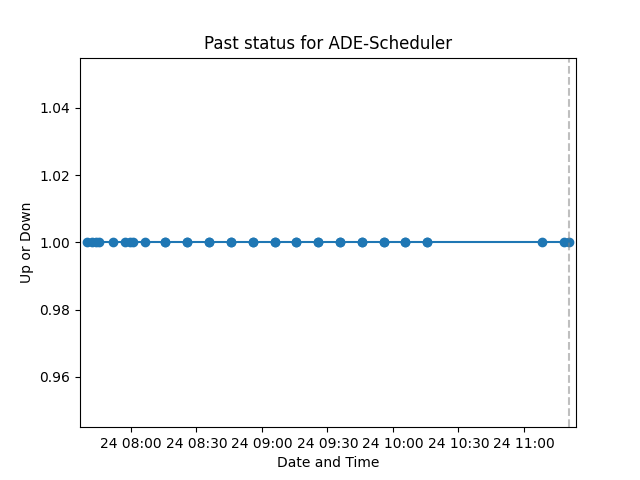 Past status for ADE-Scheduler
1.04
1.02
1.00
0.98
0.96
Up or Down
24 08:00 24 08:30 24 09:00 24 09:30 24 10:00 24 10:30 24 11:00
Date and Time